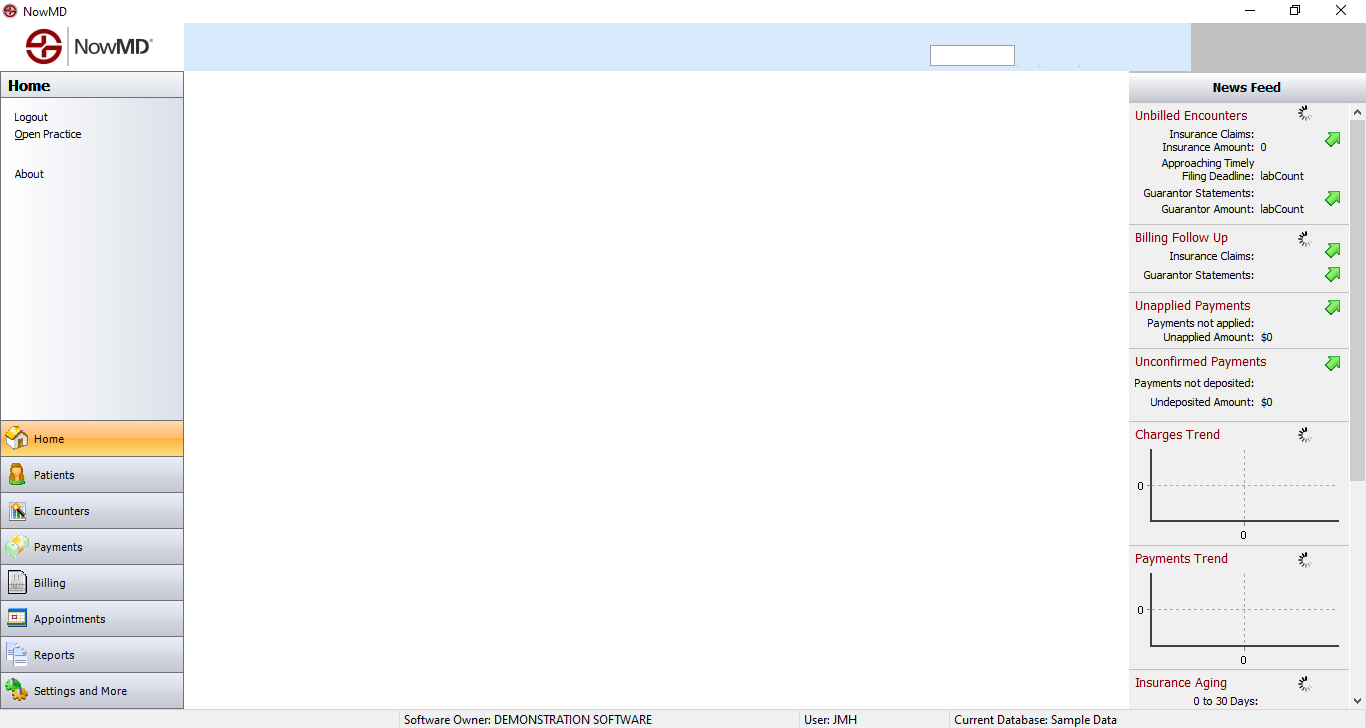 NowMD
NowMD®
Home
Logout
Open Practice
About
Home
Patients
Encounters
Payments
Billing
Appointments
Reports
Settings and More
News Feed
Unbilled Encounters
Insurance Claims:
Insurance Amount: 0
Approaching Timely
Filing Deadline: labCount
Guarantor Statements:
Guarantor Amount: labCount
Billing Follow Up
Insurance Claims:
Guarantor Statements:
Unapplied Payments
Payments not applied:
Unapplied Amount: $0
Unconfirmed Payments
Payments not deposited:
Undeposited Amount: $0
Charges Trend
0
0
Payments Trend
0
0
Insurance Aging
0 to 30 Days:
Software Owner: DEMONSTRATION SOFTWARE
User: JMH
Current Database: Sample Data